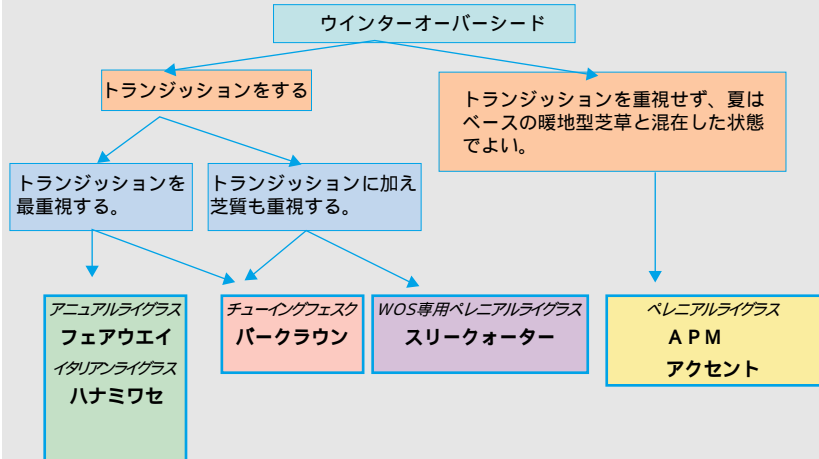 ウインターオーバーシード
トランジッションをする
トランジッションを重視せず、夏は
ベースの暖地型芝草と混在した状態
でよい。
トランジッションを
最重視する。
トランジッションに加え
芝質も重視する。
アニュアルライグラス
フェアウエイ
イタリアンライグラス
ハナミワセ
チューイングフェスク
バークラウン
WOS専用ペレニアルライグラス
スリークォーター
ペレニアルライグラス
ＡＰＭ
アクセント